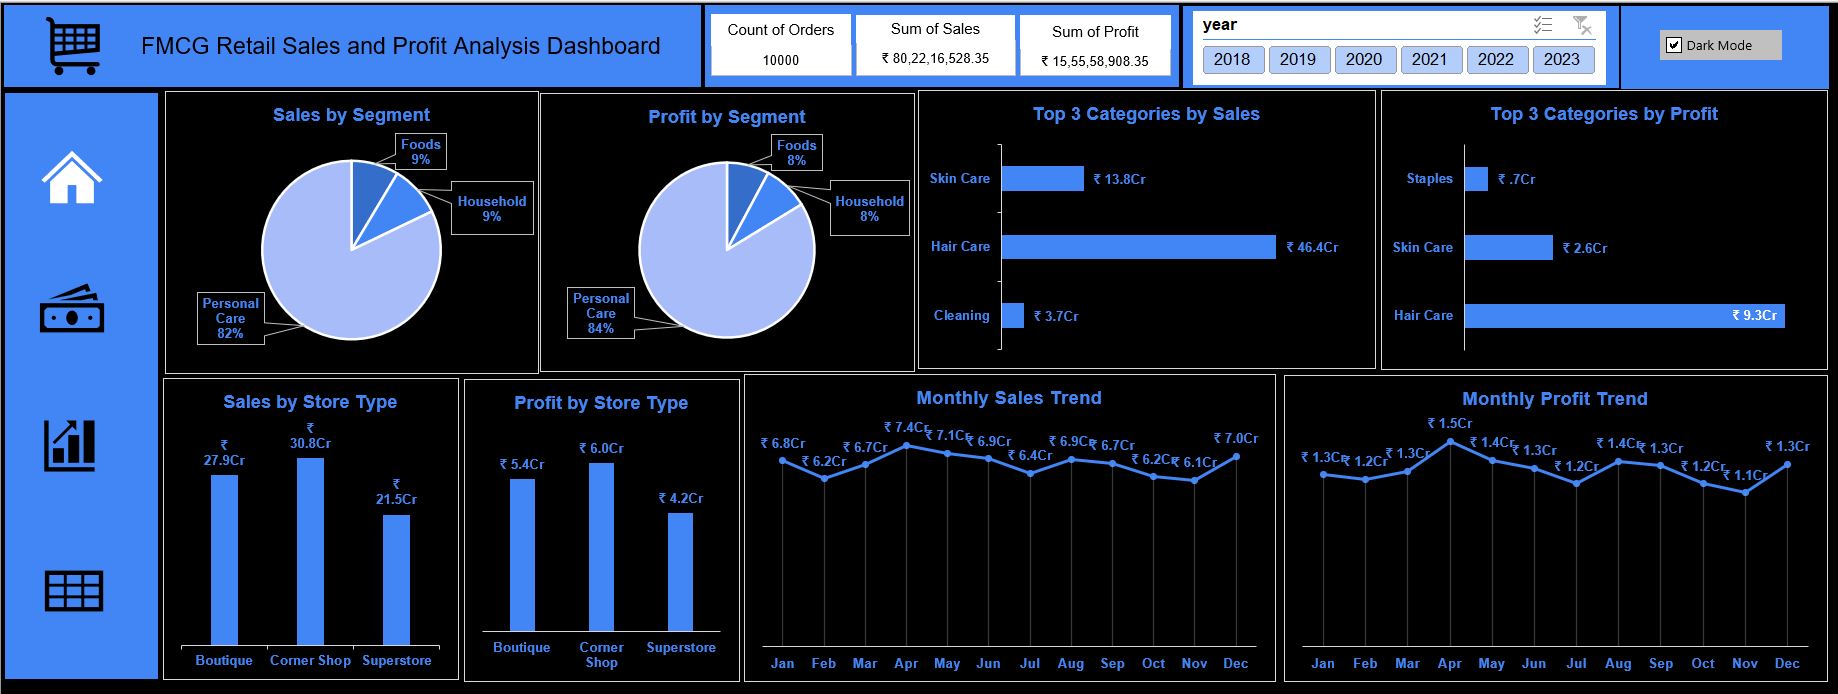 FMCG Retail Sales and Profit Analysis Dashboard
Count of Orders
10000
Sum of Sales
₹ 80,22,16,528.35
Sum of Profit
₹ 15,55,58,908.35
year
2018 2019 2020 2021 2022 2023
Dark Mode
Sales by Segment
Foods
9%
Household
9%
Personal
Care
82%
Profit by Segment
Foods
8%
Household
8%
Personal
Care
84%
Top 3 Categories by Sales
Skin Care ₹ 13.8Cr
Hair Care ₹ 46.4Cr
Cleaning ₹ 3.7Cr
Top 3 Categories by Profit
Staples ₹ .7Cr
Skin Care ₹ 2.6Cr
Hair Care ₹ 9.3Cr
Sales by Store Type
₹
27.9Cr
₹
30.8Cr
₹
21.5Cr
Boutique Corner Shop Superstore
Profit by Store Type
₹ 5.4Cr
₹ 6.0Cr
₹ 4.2Cr
Boutique Corner Superstore
Shop
Monthly Sales Trend
₹ 6.8Cr ₹ 6.2Cr ₹ 6.7Cr ₹ 7.4Cr ₹ 7.1Cr ₹ 6.9Cr ₹ 6.4Cr ₹ 6.9Cr ₹ 6.7Cr ₹ 6.2Cr ₹ 6.1Cr ₹ 7.0Cr
Jan Feb Mar Apr May Jun Jul Aug Sep Oct Nov Dec
Monthly Profit Trend
₹ 1.3Cr ₹ 1.2Cr ₹ 1.3Cr ₹ 1.5Cr ₹ 1.4Cr ₹ 1.3Cr ₹ 1.2Cr ₹ 1.4Cr ₹ 1.3Cr ₹ 1.2Cr ₹ 1.1Cr ₹ 1.3Cr
Jan Feb Mar Apr May Jun Jul Aug Sep Oct Nov Dec